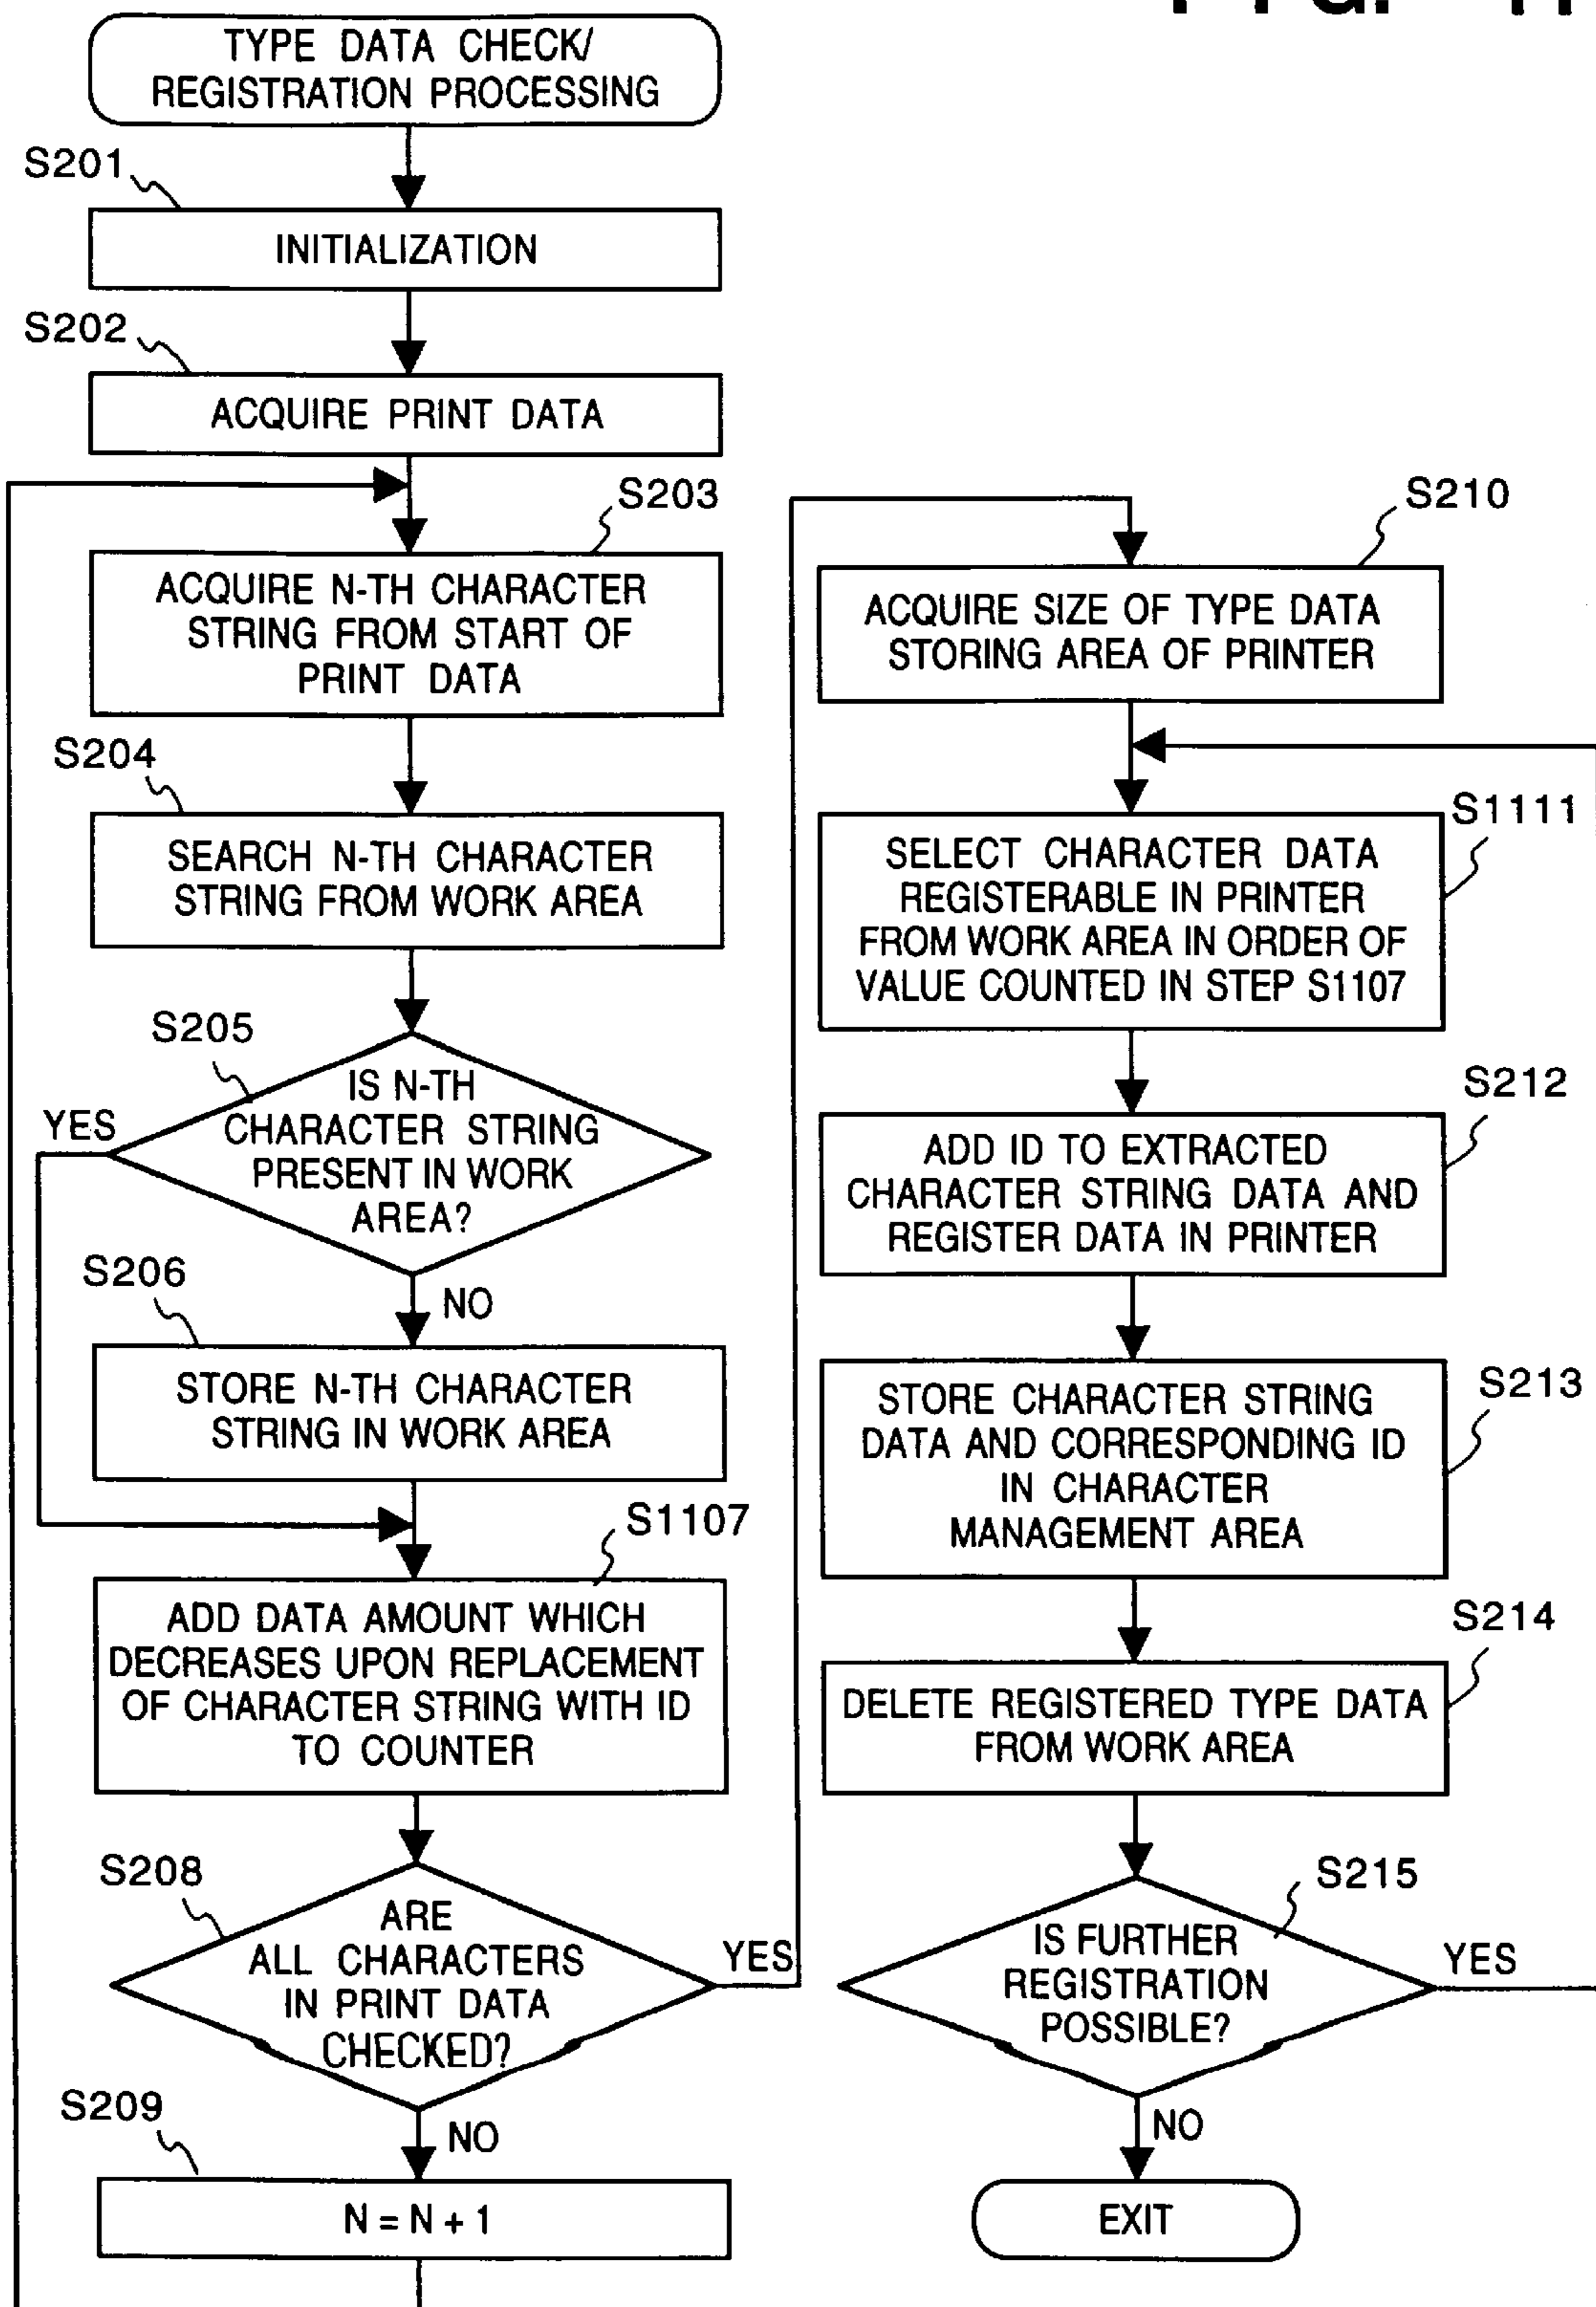 TYPE DATA CHECK/
REGISTRATION PROCESSING
S201
INITIALIZATION
S202
ACQUIRE PRINT DATA
S203
ACQUIRE N-TH CHARACTER
STRING FROM START OF
PRINT DATA
S204
SEARCH N-TH CHARACTER
STRING FROM WORK AREA
S205
IS N-TH
CHARACTER STRING
PRESENT IN WORK
AREA?
YES
NO
S206
STORE N-TH CHARACTER
STRING IN WORK AREA
S1107
ADD DATA AMOUNT WHICH
DECREASES UPON REPLACEMENT
OF CHARACTER STRING WITH ID
TO COUNTER
S208
ARE
ALL CHARACTERS
IN PRINT DATA
CHECKED?
YES
NO
S209
N = N + 1
S210
ACQUIRE SIZE OF TYPE DATA
STORING AREA OF PRINTER
S1111
SELECT CHARACTER DATA
REGISTERABLE IN PRINTER
FROM WORK AREA IN ORDER OF
VALUE COUNTED IN STEP S1107
S212
ADD ID TO EXTRACTED
CHARACTER STRING DATA AND
REGISTER DATA IN PRINTER
S213
STORE CHARACTER STRING
DATA AND CORRESPONDING ID
IN CHARACTER
MANAGEMENT AREA
S214
DELETE REGISTERED TYPE DATA
FROM WORK AREA
S215
IS FURTHER
REGISTRATION
POSSIBLE?
YES
NO
EXIT